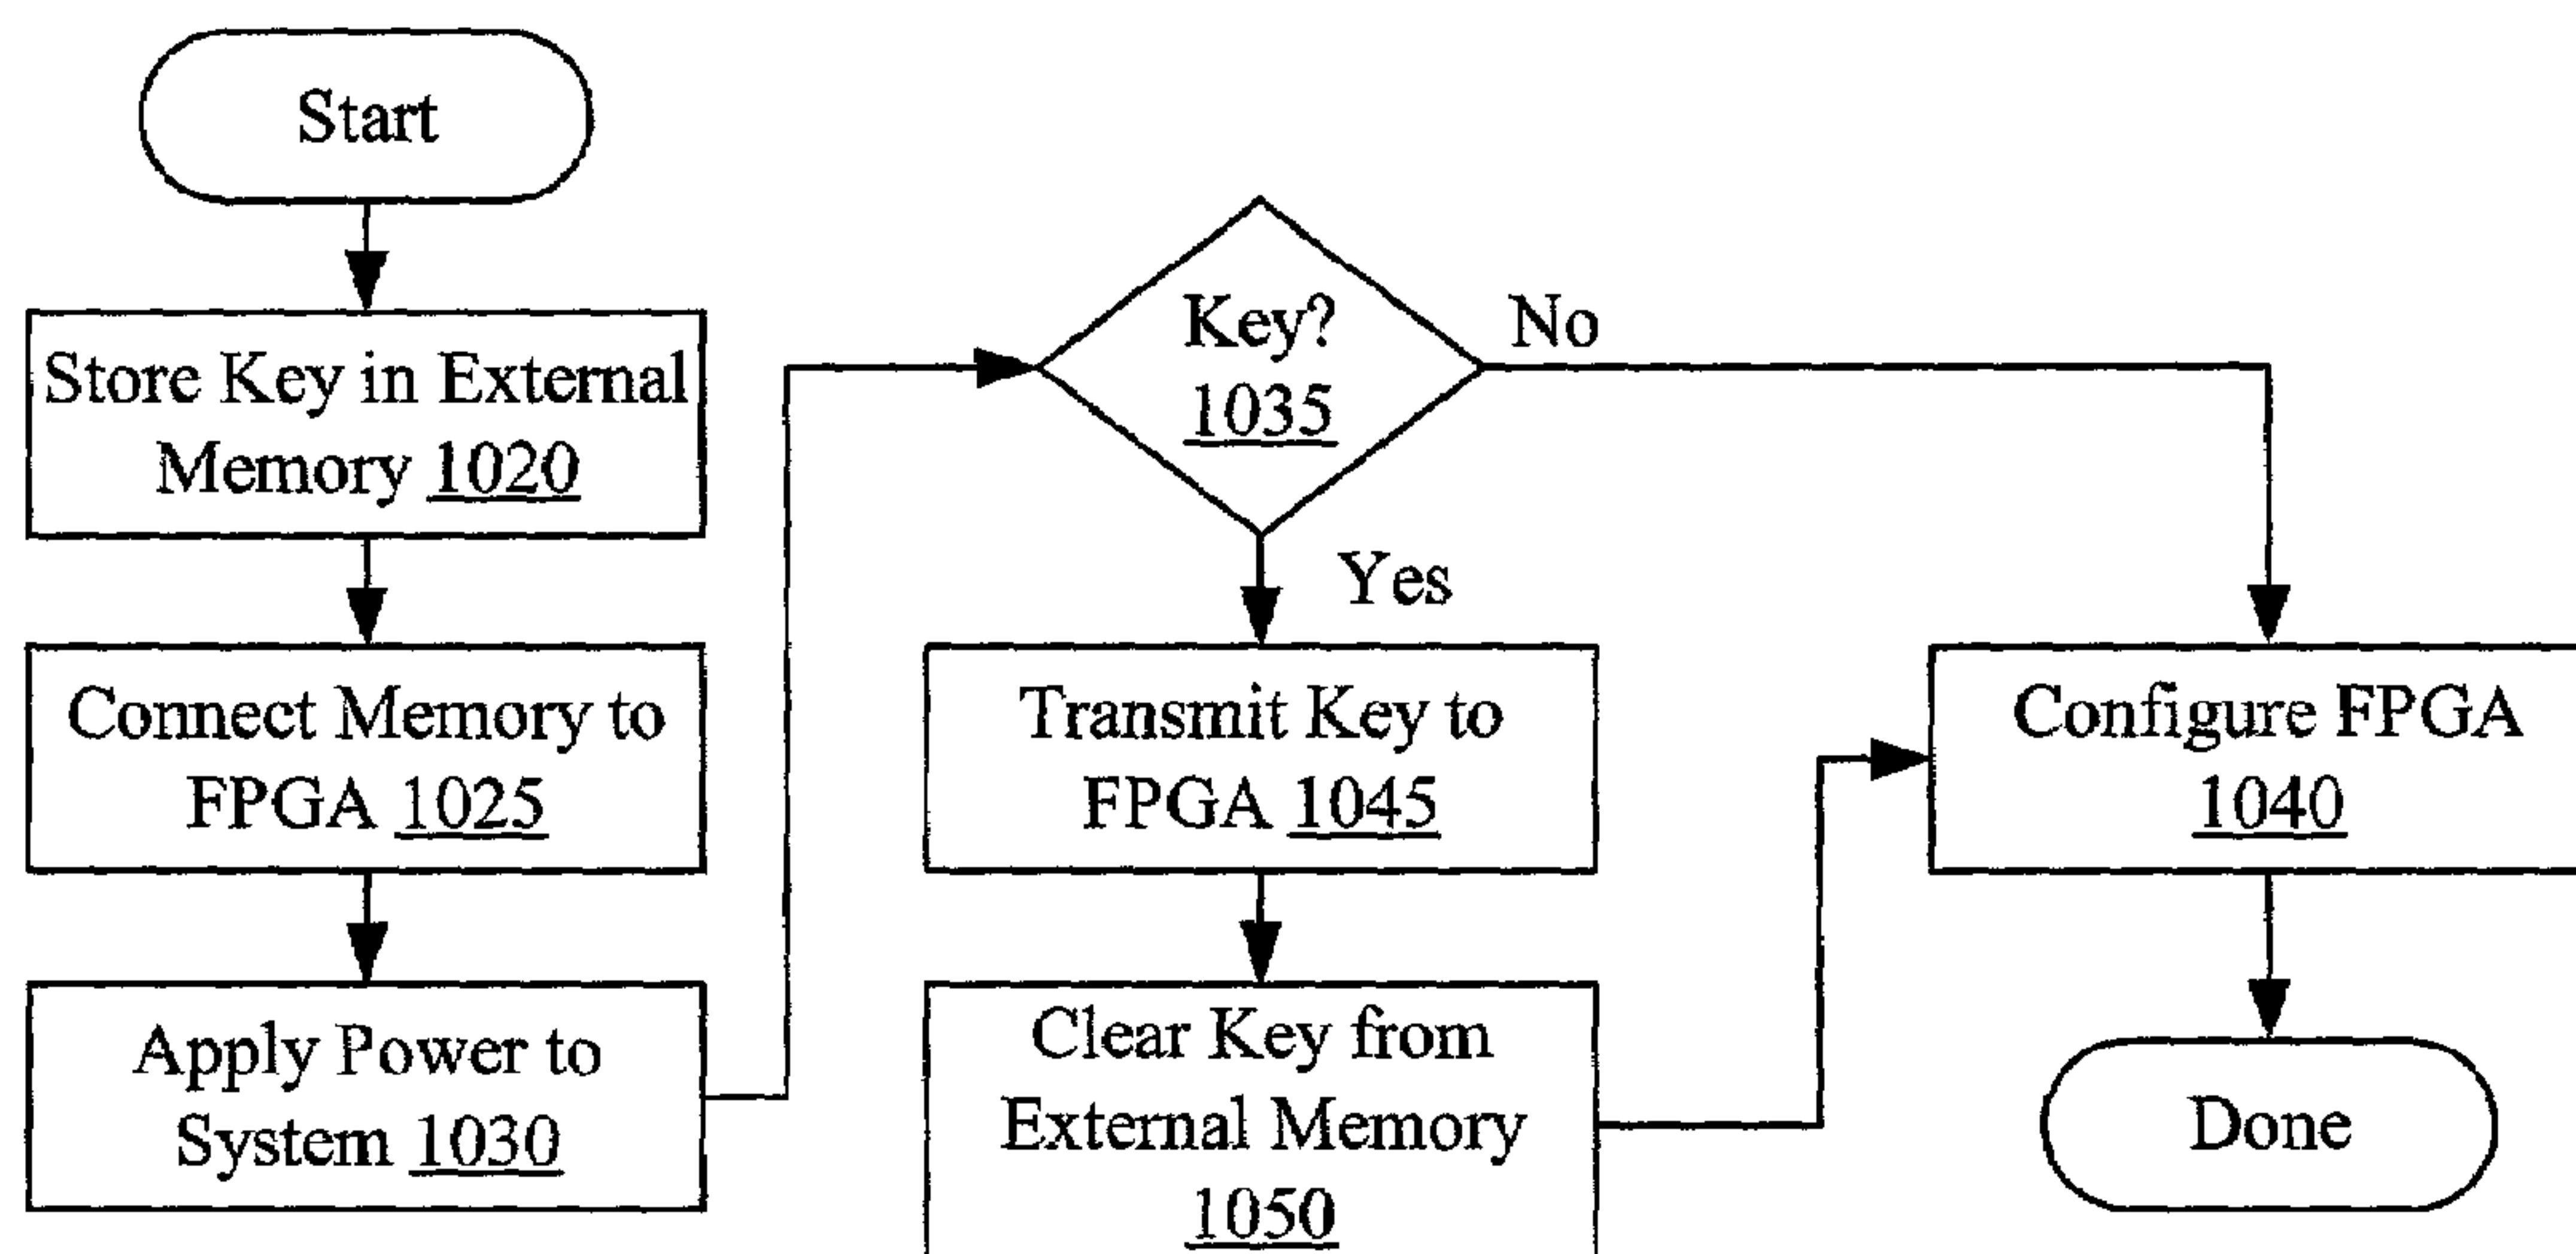 Start
Store Key in External
Memory 1020
Connect Memory to
FPGA 1025
Apply Power to
System 1030
Key?
1035
No
Yes
Transmit Key to
FPGA 1045
Clear Key from
External Memory
1050
Configure FPGA
1040
Done